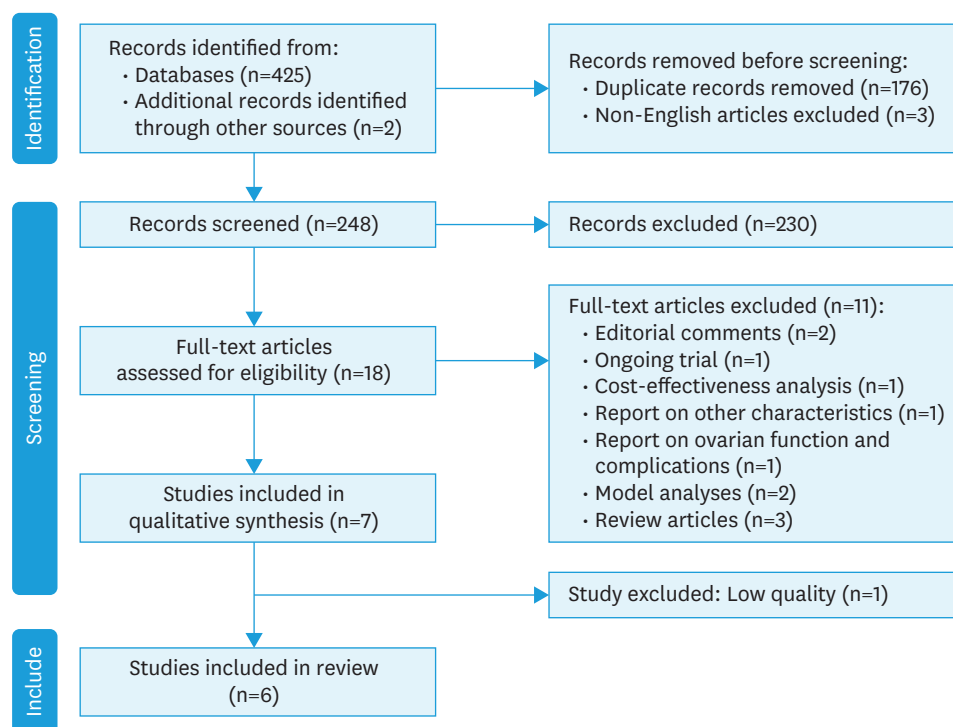 Identification
Records identified from:
· Databases (n=425)
· Additional records identified
through other sources (n=2)
Records removed before screening:
· Duplicate records removed (n=176)
· Non-English articles excluded (n=3)
Screening
Records screened (n=248)
Records excluded (n=230)
Full-text articles
assessed for eligibility (n=18)
Full-text articles excluded (n=11):
· Editorial comments (n=2)
· Ongoing trial (n=1)
· Cost-effectiveness analysis (n=1)
· Report on other characteristics (n=1)
· Report on ovarian function and
complications (n=1)
· Model analyses (n=2)
· Review articles (n=3)
Studies included in
qualitative synthesis (n=7)
Study excluded: Low quality (n=1)
Include
Studies included in review
(n=6)